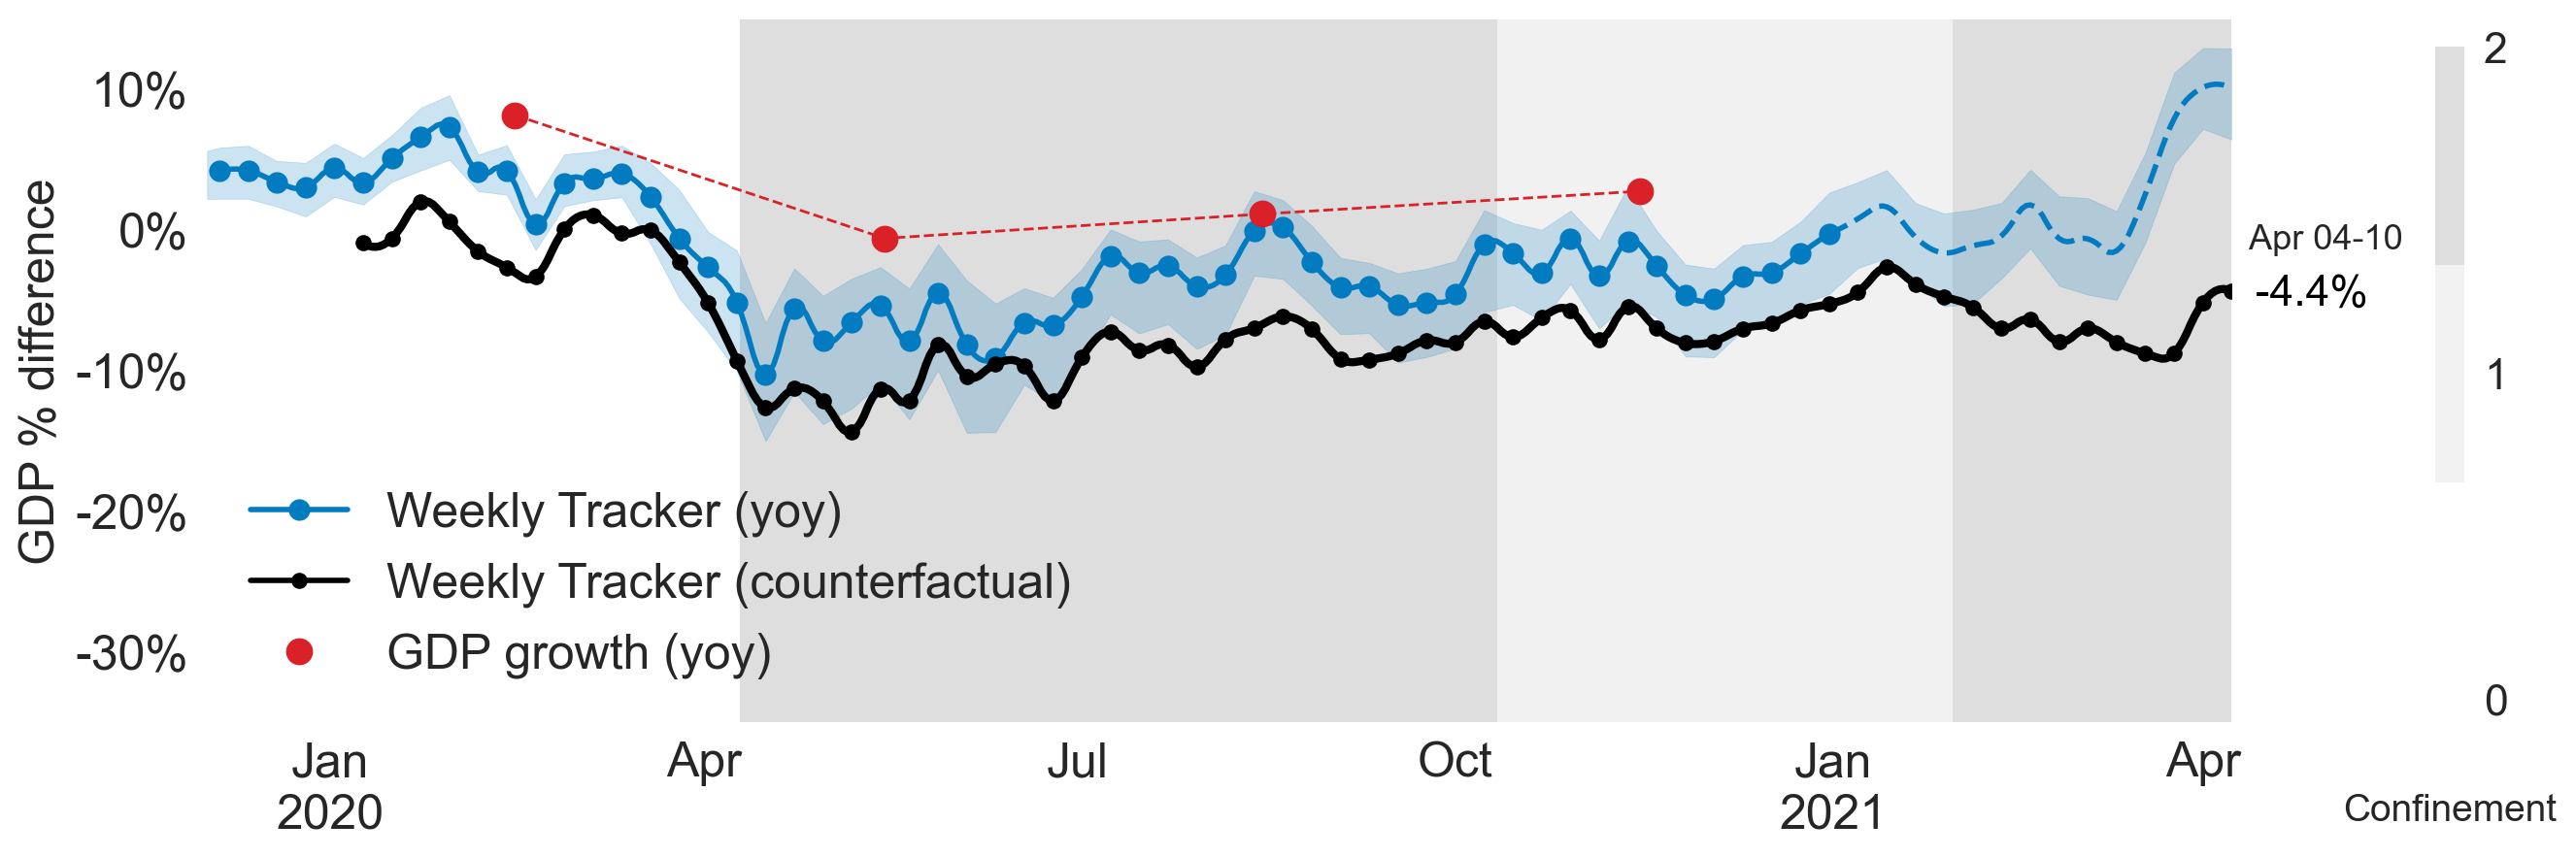 GDP % difference
10%
0%
-10%
-20%
-30%
Weekly Tracker (yoy)
Weekly Tracker (counterfactual)
GDP growth (yoy)
Jan
2020
Apr
Jul
Oct
Jan
2021
Apr
Apr 04-10
-4.4%
2
1
0
Confinement